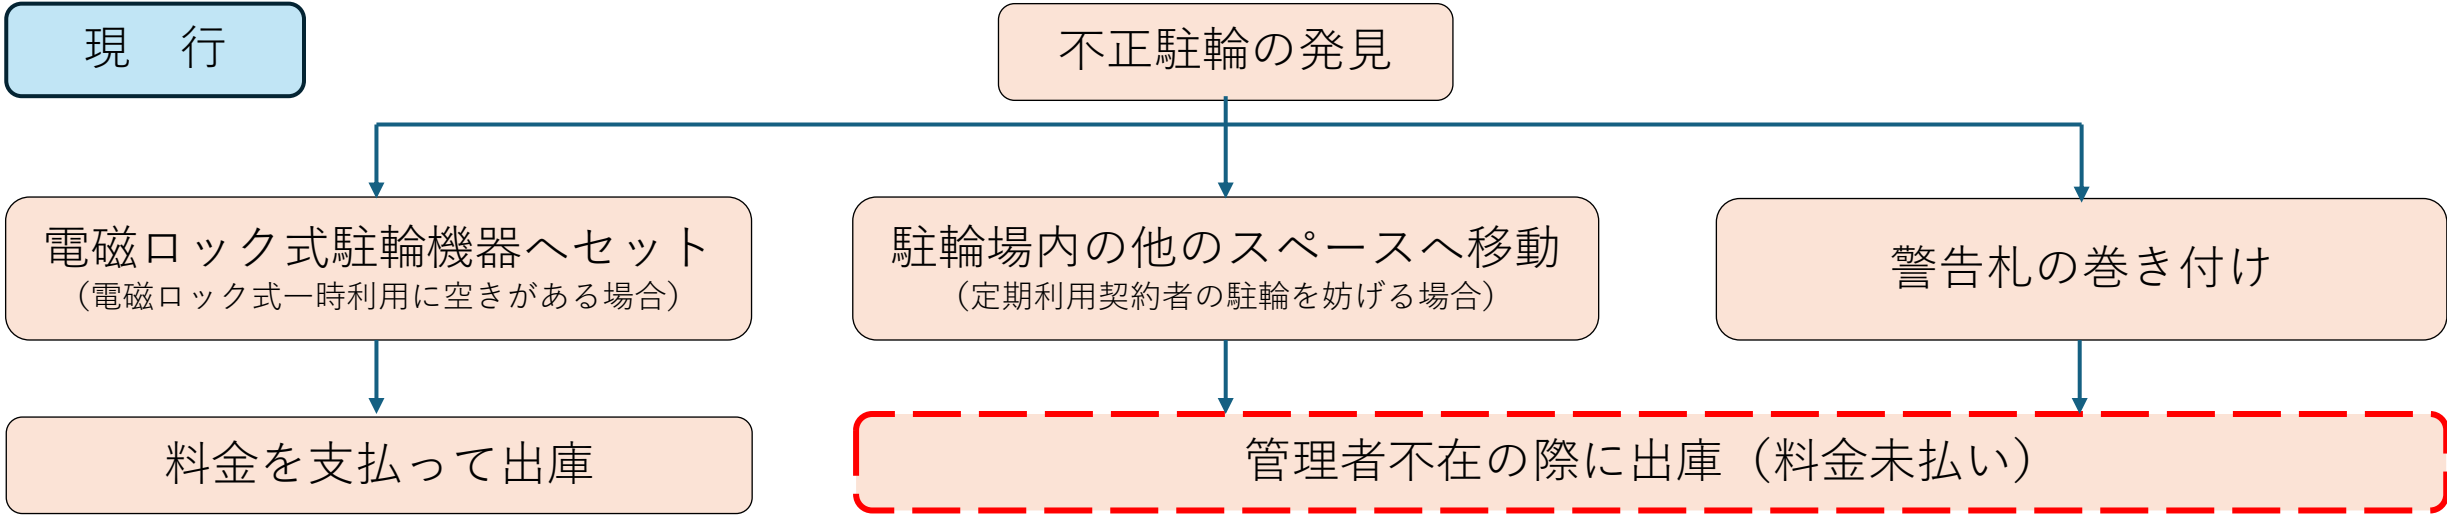 現　行
不正駐輪の発見
電磁ロック式駐輪機器へセット
（電磁ロック式一時利用に空きがある場合）
駐輪場内の他のスペースへ移動
（定期利用契約者の駐輪を妨げる場合）
警告札の巻き付け
料金を支払って出庫
管理者不在の際に出庫（料金未払い）